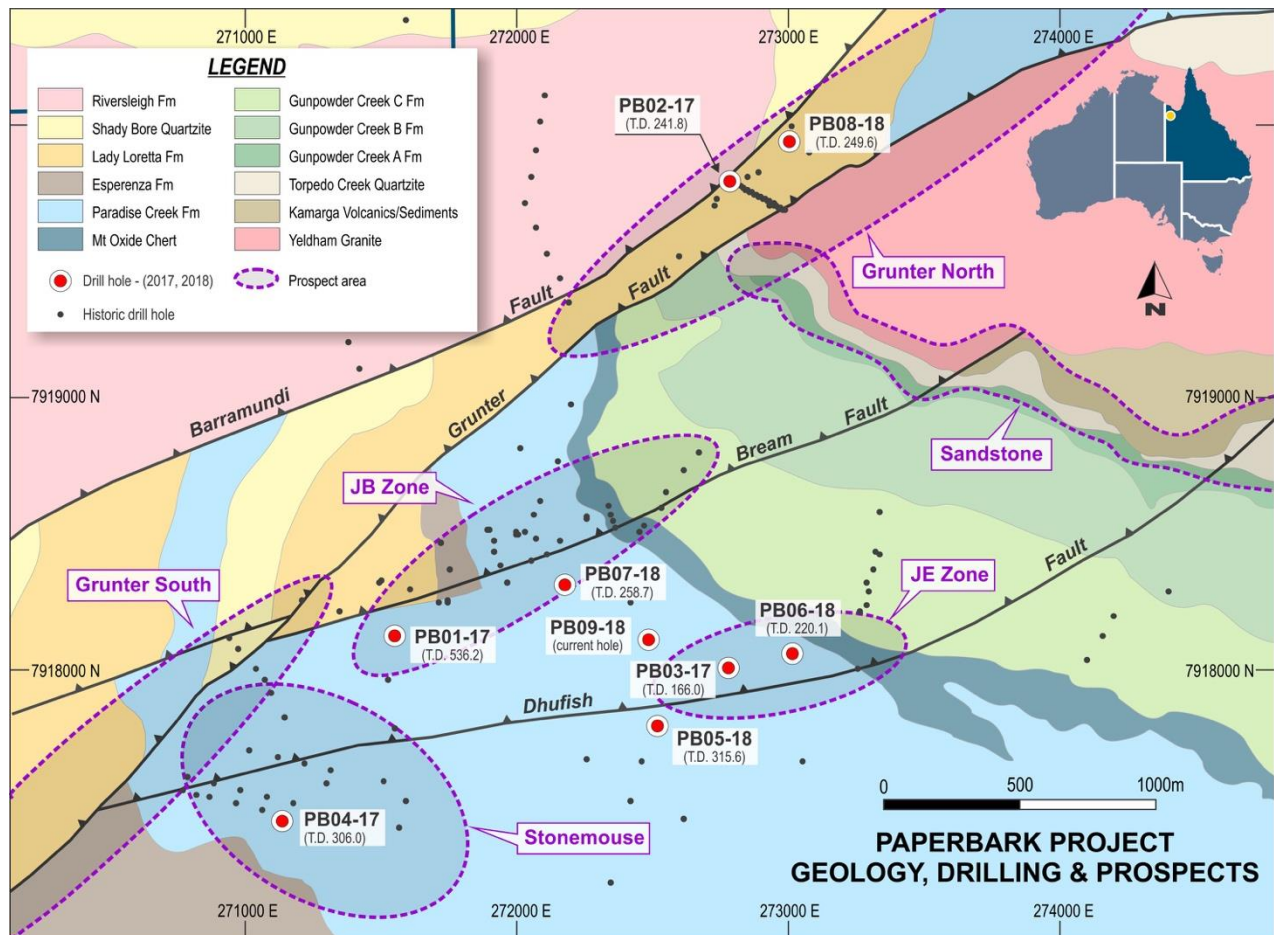 271000 E
272000 E
273000 E
274000 E
LEGEND
Riversleigh Fm
Shady Bore Quartzite
Lady Loretta Fm
Esperenza Fm
Paradise Creek Fm
Mt Oxide Chert
Gunpowder Creek C Fm
Gunpowder Creek B Fm
Gunpowder Creek A Fm
Torpedo Creek Quartzite
Kamarga Volcanics/Sediments
Yeldham Granite
Drill hole - (2017, 2018)
Prospect area
Historic drill hole
PB02-17
(T.D. 241.8)
PB08-18
(T.D. 249.6)
Grunter North
N
Fault
Fault
Barramundi
Grunter
7919000 N
7919000 N
Bream
Fault
Sandstone
JB Zone
Grunter South
Fault
JE Zone
PB07-18
(T.D. 258.7)
PB06-18
(T.D. 220.1)
PB01-17
(T.D. 536.2)
PB09-18
(current hole)
PB03-17
(T.D. 166.0)
7918000 N
7918000 N
Dhufish
PB05-18
(T.D. 315.6)
PB04-17
(T.D. 306.0)
Stonemouse
0
500
1000m
PAPERBARK PROJECT
GEOLOGY, DRILLING & PROSPECTS
271000 E
272000 E
273000 E
274000 E